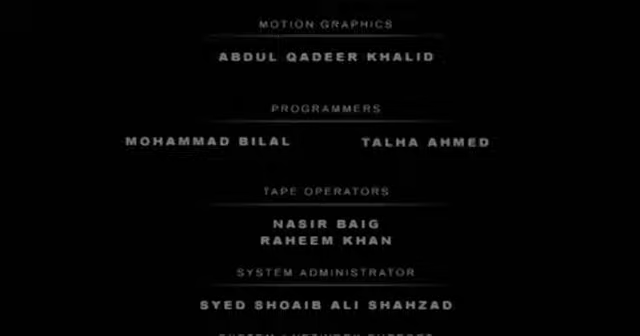 MOTION GRAPHICS
ABDUL QADEER KHALID
PROGRAMMERS
MOHAMMAD BILAL TALHA AHMED
TAPE OPERATORS
NASIR BAIG
RAHEEM KHAN
SYSTEM ADMINISTRATOR
SYED SHOAIB ALI SHAHZAD